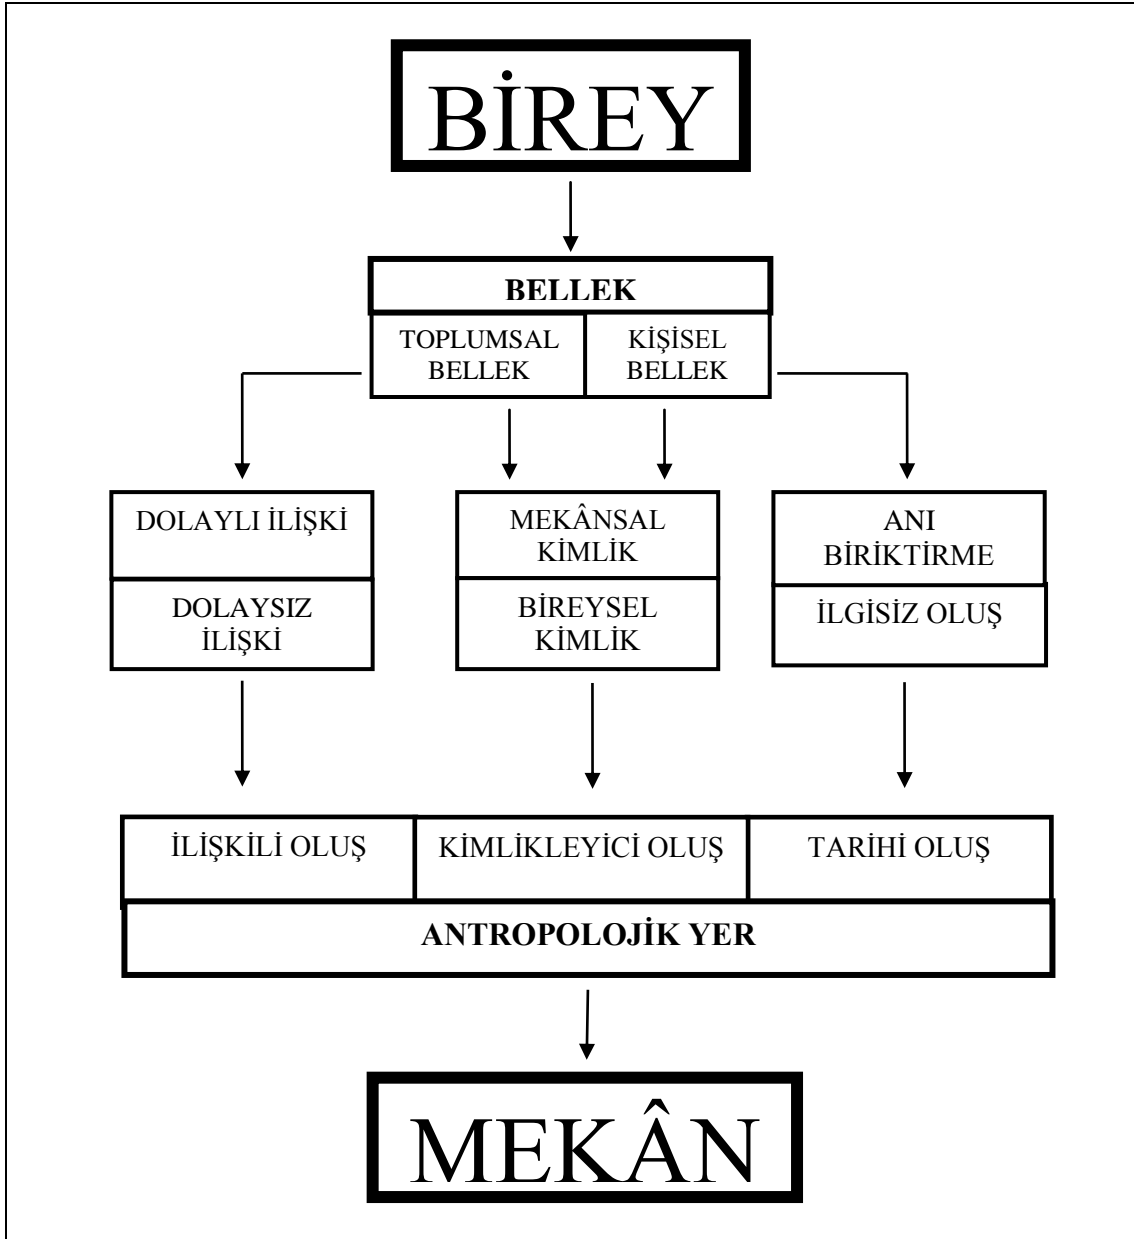 BİREY
BELLEK
TOPLUMSAL
BELLEK
KİŞİSEL
BELLEK
DOLAYLI İLİŞKİ
DOLAYSIZ
İLİŞKİ
MEKÂNSAL
KİMLİK
BİREYSEL
KİMLİK
ANI
BİRİKTİRME
İLGİSİZ OLUŞ
İLİŞKİLİ OLUŞ
KİMLİKLEYİCİ OLUŞ
TARİHİ OLUŞ
ANTROPOLOJİK YER
MEKÂN